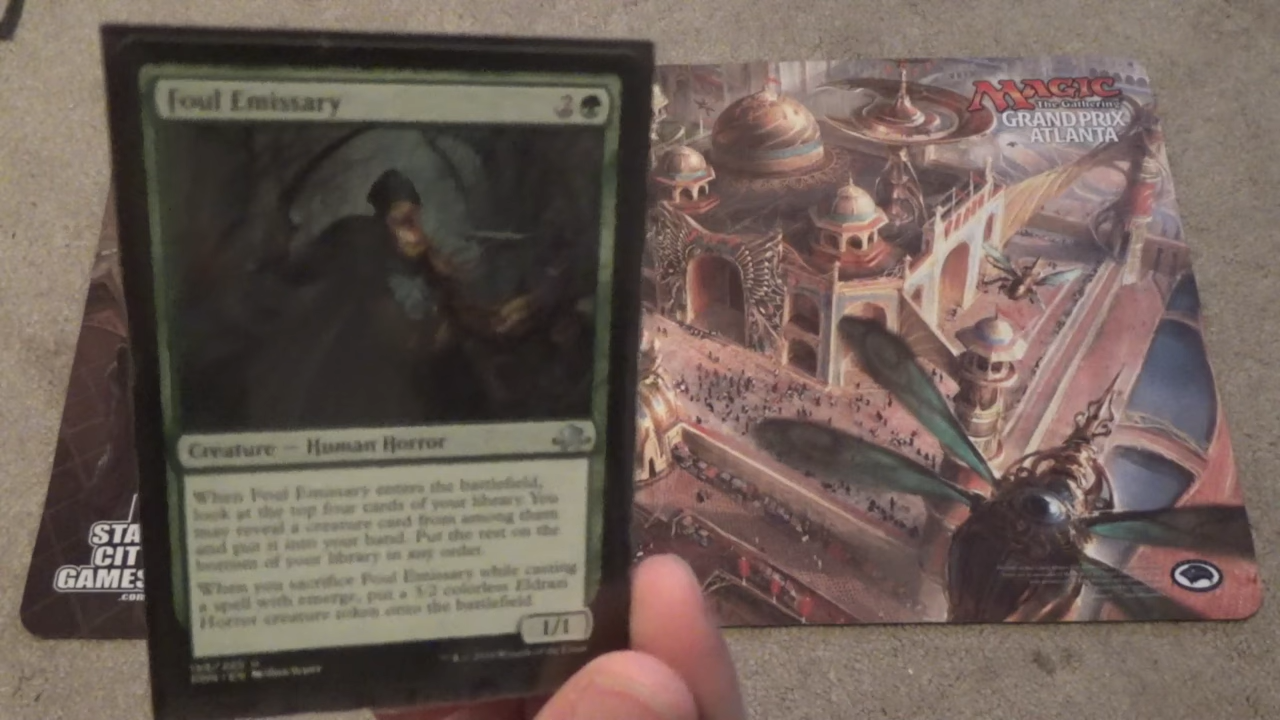 Foul Emissary 2
Creature — Human Horror
When Foul Emissary enters the battlefield,
look at the top four cards of your library. You
may reveal a creature card from among them
and put it into your hand. Put the rest on the
bottom of your library in any order.
When you sacrifice Foul Emissary while casting
a spell with emerge, put a 3/2 colorless Eldrazi
Horror creature token onto the battlefield.
1/1
MAGIC
The Gathering
GRAND PRIX
ATLANTA
STA
CIT
GAMES
.com